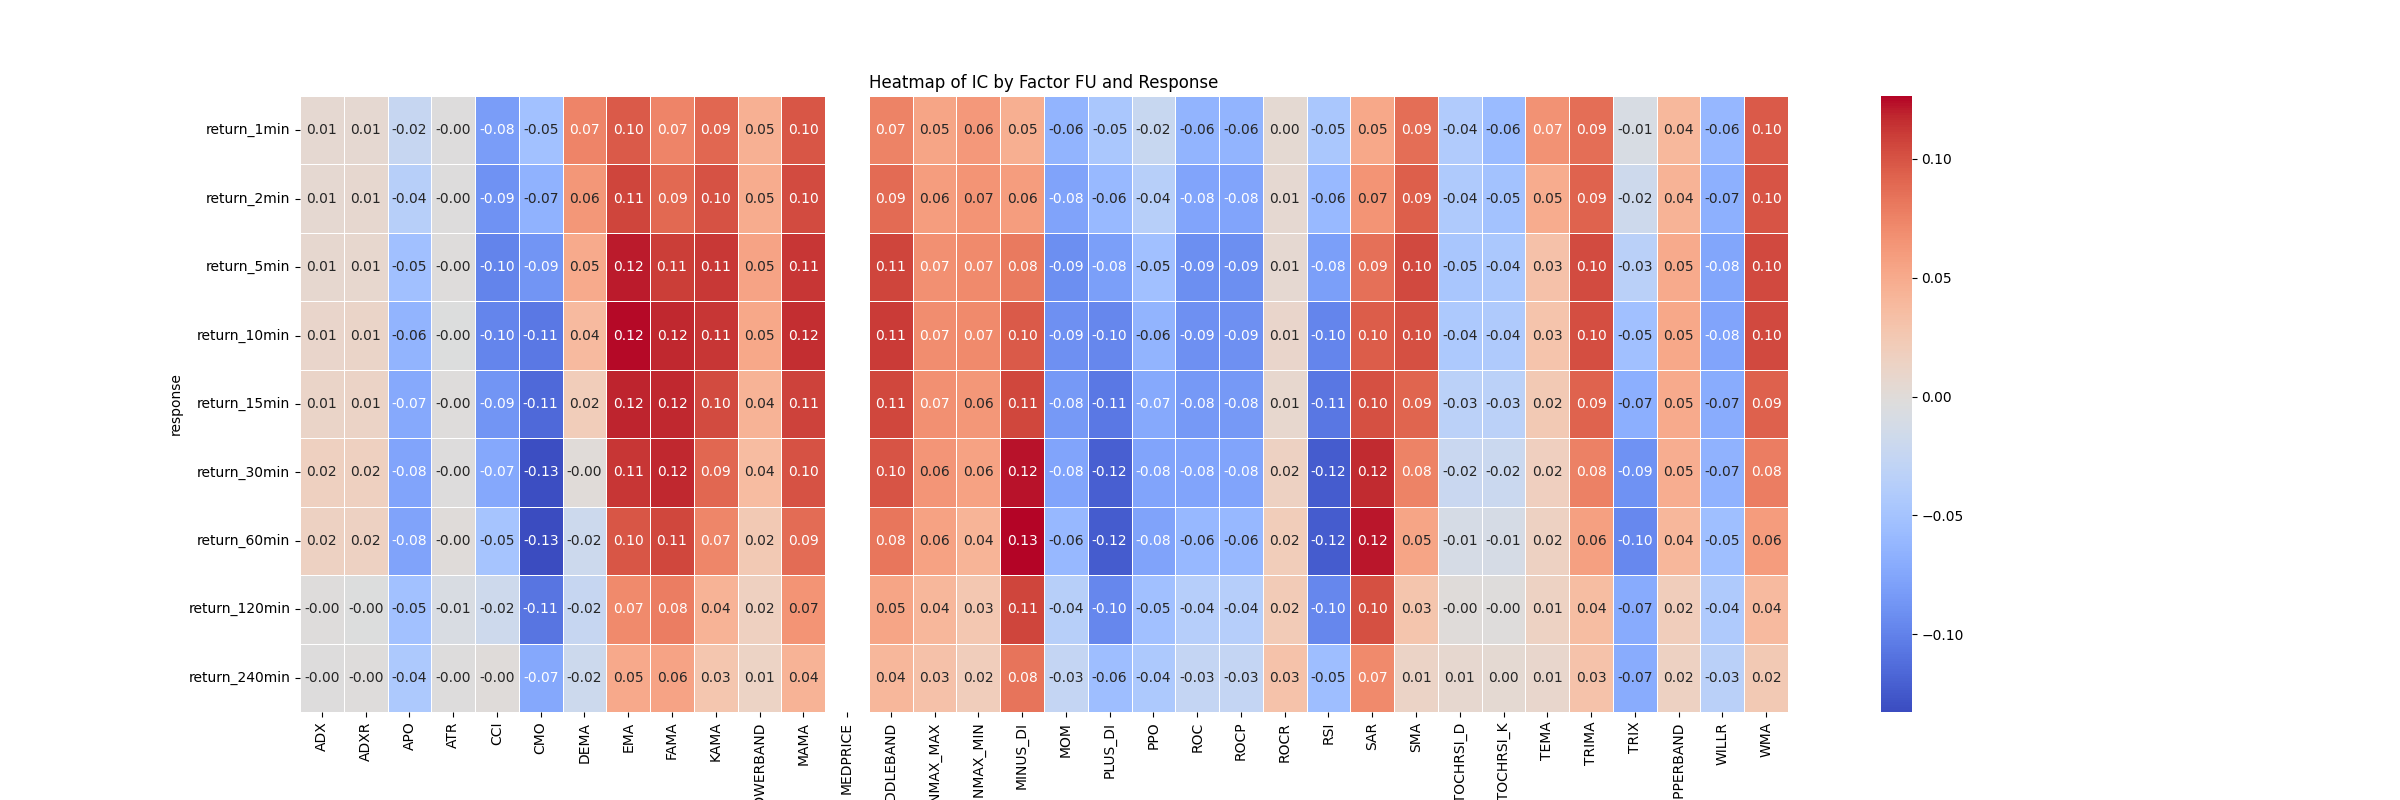 Heatmap of IC by Factor FU and Response
response
return_1min 0.01 0.01 -0.02 -0.00 -0.08 -0.05 0.07 0.10 0.07 0.09 0.05 0.10 0.07 0.05 0.06 0.05 -0.06 -0.05 -0.02 -0.06 -0.06 0.00 -0.05 0.05 0.09 -0.04 -0.06 0.07 0.09 -0.01 0.04 -0.06 0.10
return_2min 0.01 0.01 -0.04 -0.00 -0.09 -0.07 0.06 0.11 0.09 0.10 0.05 0.10 0.09 0.06 0.07 0.06 -0.08 -0.06 -0.04 -0.08 -0.08 0.01 -0.06 0.07 0.09 -0.04 -0.05 0.05 0.09 -0.02 0.04 -0.07 0.10
return_5min 0.01 0.01 -0.05 -0.00 -0.10 -0.09 0.05 0.12 0.11 0.11 0.05 0.11 0.11 0.07 0.07 0.08 -0.09 -0.08 -0.05 -0.09 -0.09 0.01 -0.08 0.09 0.10 -0.05 -0.04 0.03 0.10 -0.03 0.05 -0.08 0.10
return_10min 0.01 0.01 -0.06 -0.00 -0.10 -0.11 0.04 0.12 0.12 0.11 0.05 0.12 0.11 0.07 0.07 0.10 -0.09 -0.10 -0.06 -0.09 -0.09 0.01 -0.10 0.10 0.10 -0.04 -0.04 0.03 0.10 -0.05 0.05 -0.08 0.10
return_15min 0.01 0.01 -0.07 -0.00 -0.09 -0.11 0.02 0.12 0.12 0.10 0.04 0.11 0.11 0.07 0.06 0.11 -0.08 -0.11 -0.07 -0.08 -0.08 0.01 -0.11 0.10 0.09 -0.03 -0.03 0.02 0.09 -0.07 0.05 -0.07 0.09
return_30min 0.02 0.02 -0.08 -0.00 -0.07 -0.13 -0.00 0.11 0.12 0.09 0.04 0.10 0.10 0.06 0.06 0.12 -0.08 -0.12 -0.08 -0.08 -0.08 0.02 -0.12 0.12 0.08 -0.02 -0.02 0.02 0.08 -0.09 0.05 -0.07 0.08
return_60min 0.02 0.02 -0.08 -0.00 -0.05 -0.13 -0.02 0.10 0.11 0.07 0.02 0.09 0.08 0.06 0.04 0.13 -0.06 -0.12 -0.08 -0.06 -0.06 0.02 -0.12 0.12 0.05 -0.01 -0.01 0.02 0.06 -0.10 0.04 -0.05 0.06
return_120min -0.00 -0.00 -0.05 -0.01 -0.02 -0.11 -0.02 0.07 0.08 0.04 0.02 0.07 0.05 0.04 0.03 0.11 -0.04 -0.10 -0.05 -0.04 -0.04 0.02 -0.10 0.10 0.03 -0.00 -0.00 0.01 0.04 -0.07 0.02 -0.04 0.04
return_240min -0.00 -0.00 -0.04 -0.00 -0.00 -0.07 -0.02 0.05 0.06 0.03 0.01 0.04 0.04 0.03 0.02 0.08 -0.03 -0.06 -0.04 -0.03 -0.03 0.03 -0.05 0.07 0.01 0.01 0.00 0.01 0.03 -0.07 0.02 -0.03 0.02
ADX ADXR APO ATR CCI CMO DEMA EMA FAMA KAMA OWERBAND MAMA MEDPRICE DDLEBAND NMAX_MAX NMAX_MIN MINUS_DI MOM PLUS_DI PPO ROC ROCP ROCR RSI SAR SMA TOCHRSI_D TOCHRSI_K TEMA TRIMA TRIX PPERBAND WILLR WMA
0.10
0.05
0.00
−0.05
−0.10